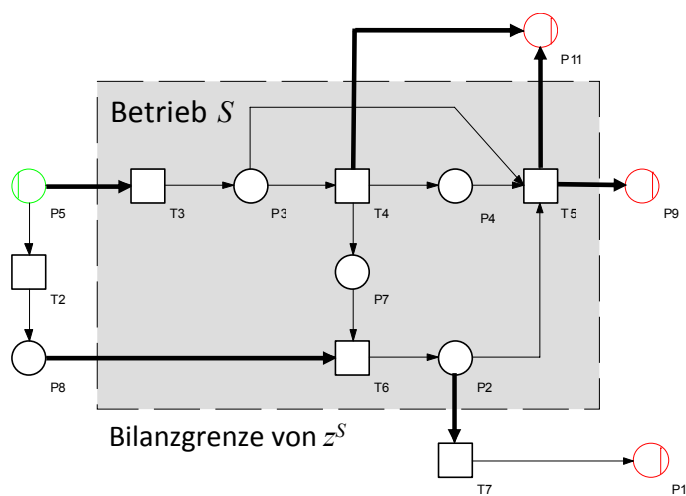 P11
Betrieb S
P5
T3
P3
T4
P4
T5
P9
T2
P7
P8
T6
P2
Bilanzgrenze von z^S
T7
P1